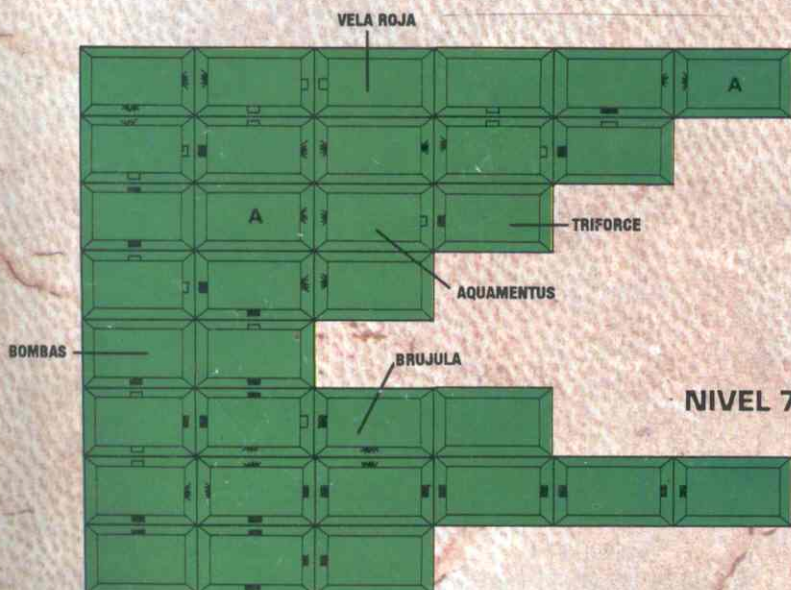 VELA ROJA
A
A
TRIFORCE
AQUAMENTUS
BOMBAS
BRUJULA
NIVEL 7